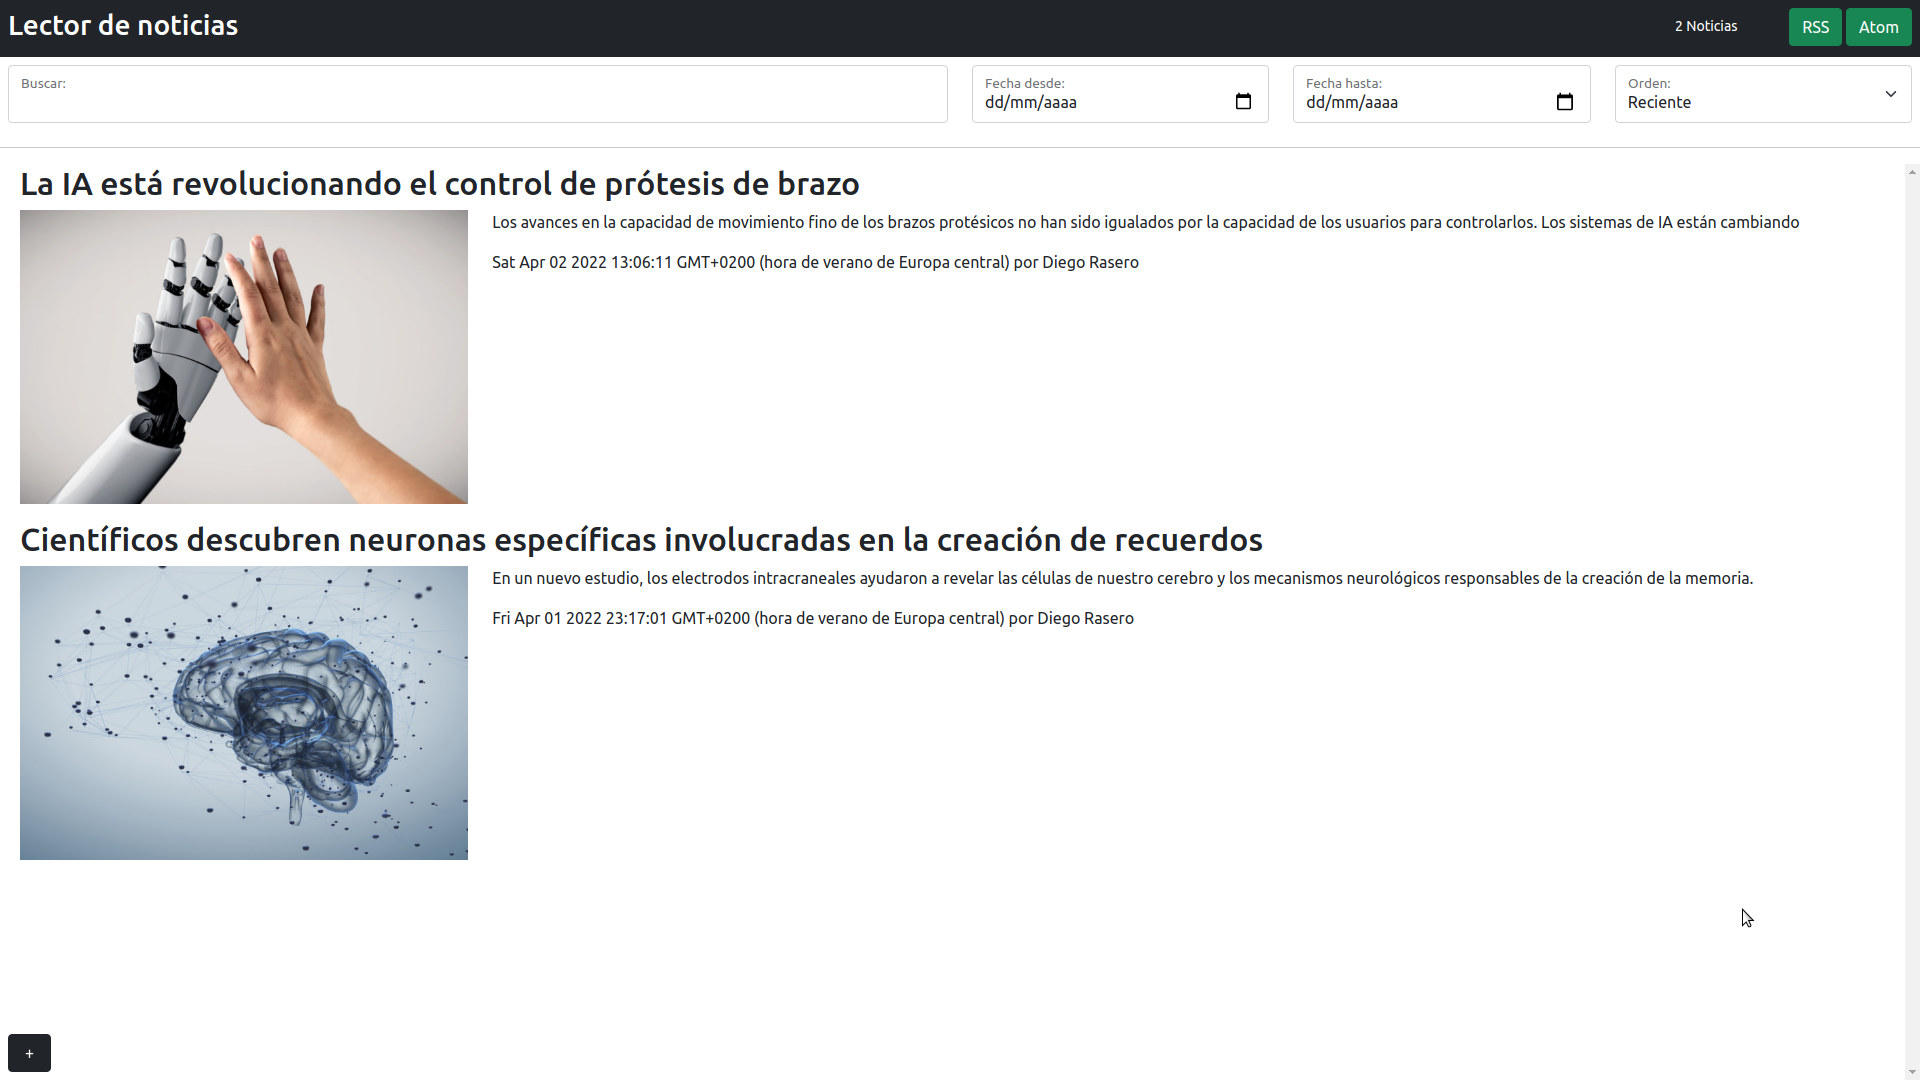 Lector de noticias
2 Noticias
RSS
Atom
Buscar:
Fecha desde:
dd/mm/aaaa
Fecha hasta:
dd/mm/aaaa
Orden:
Reciente
La IA está revolucionando el control de prótesis de brazo
Los avances en la capacidad de movimiento fino de los brazos protésicos no han sido igualados por la capacidad de los usuarios para controlarlos. Los sistemas de IA están cambiando
Sat Apr 02 2022 13:06:11 GMT+0200 (hora de verano de Europa central) por Diego Rasero
Científicos descubren neuronas específicas involucradas en la creación de recuerdos
En un nuevo estudio, los electrodos intracraneales ayudaron a revelar las células de nuestro cerebro y los mecanismos neurológicos responsables de la creación de la memoria.
Fri Apr 01 2022 23:17:01 GMT+0200 (hora de verano de Europa central) por Diego Rasero
+